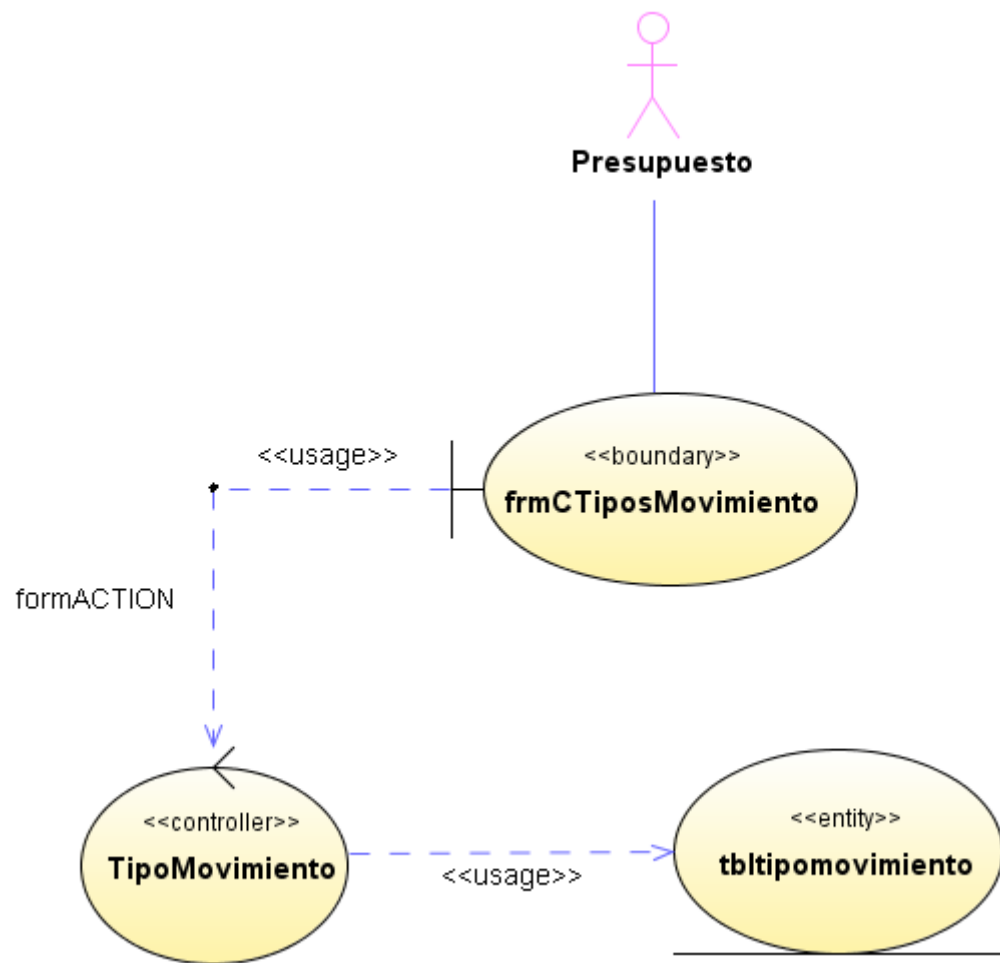 Presupuesto
<<usage>>
<<boundary>>
frmCTiposMovimiento
formACTION
<<controller>>
TipoMovimiento
<<usage>>
<<entity>>
tbltipomovimiento